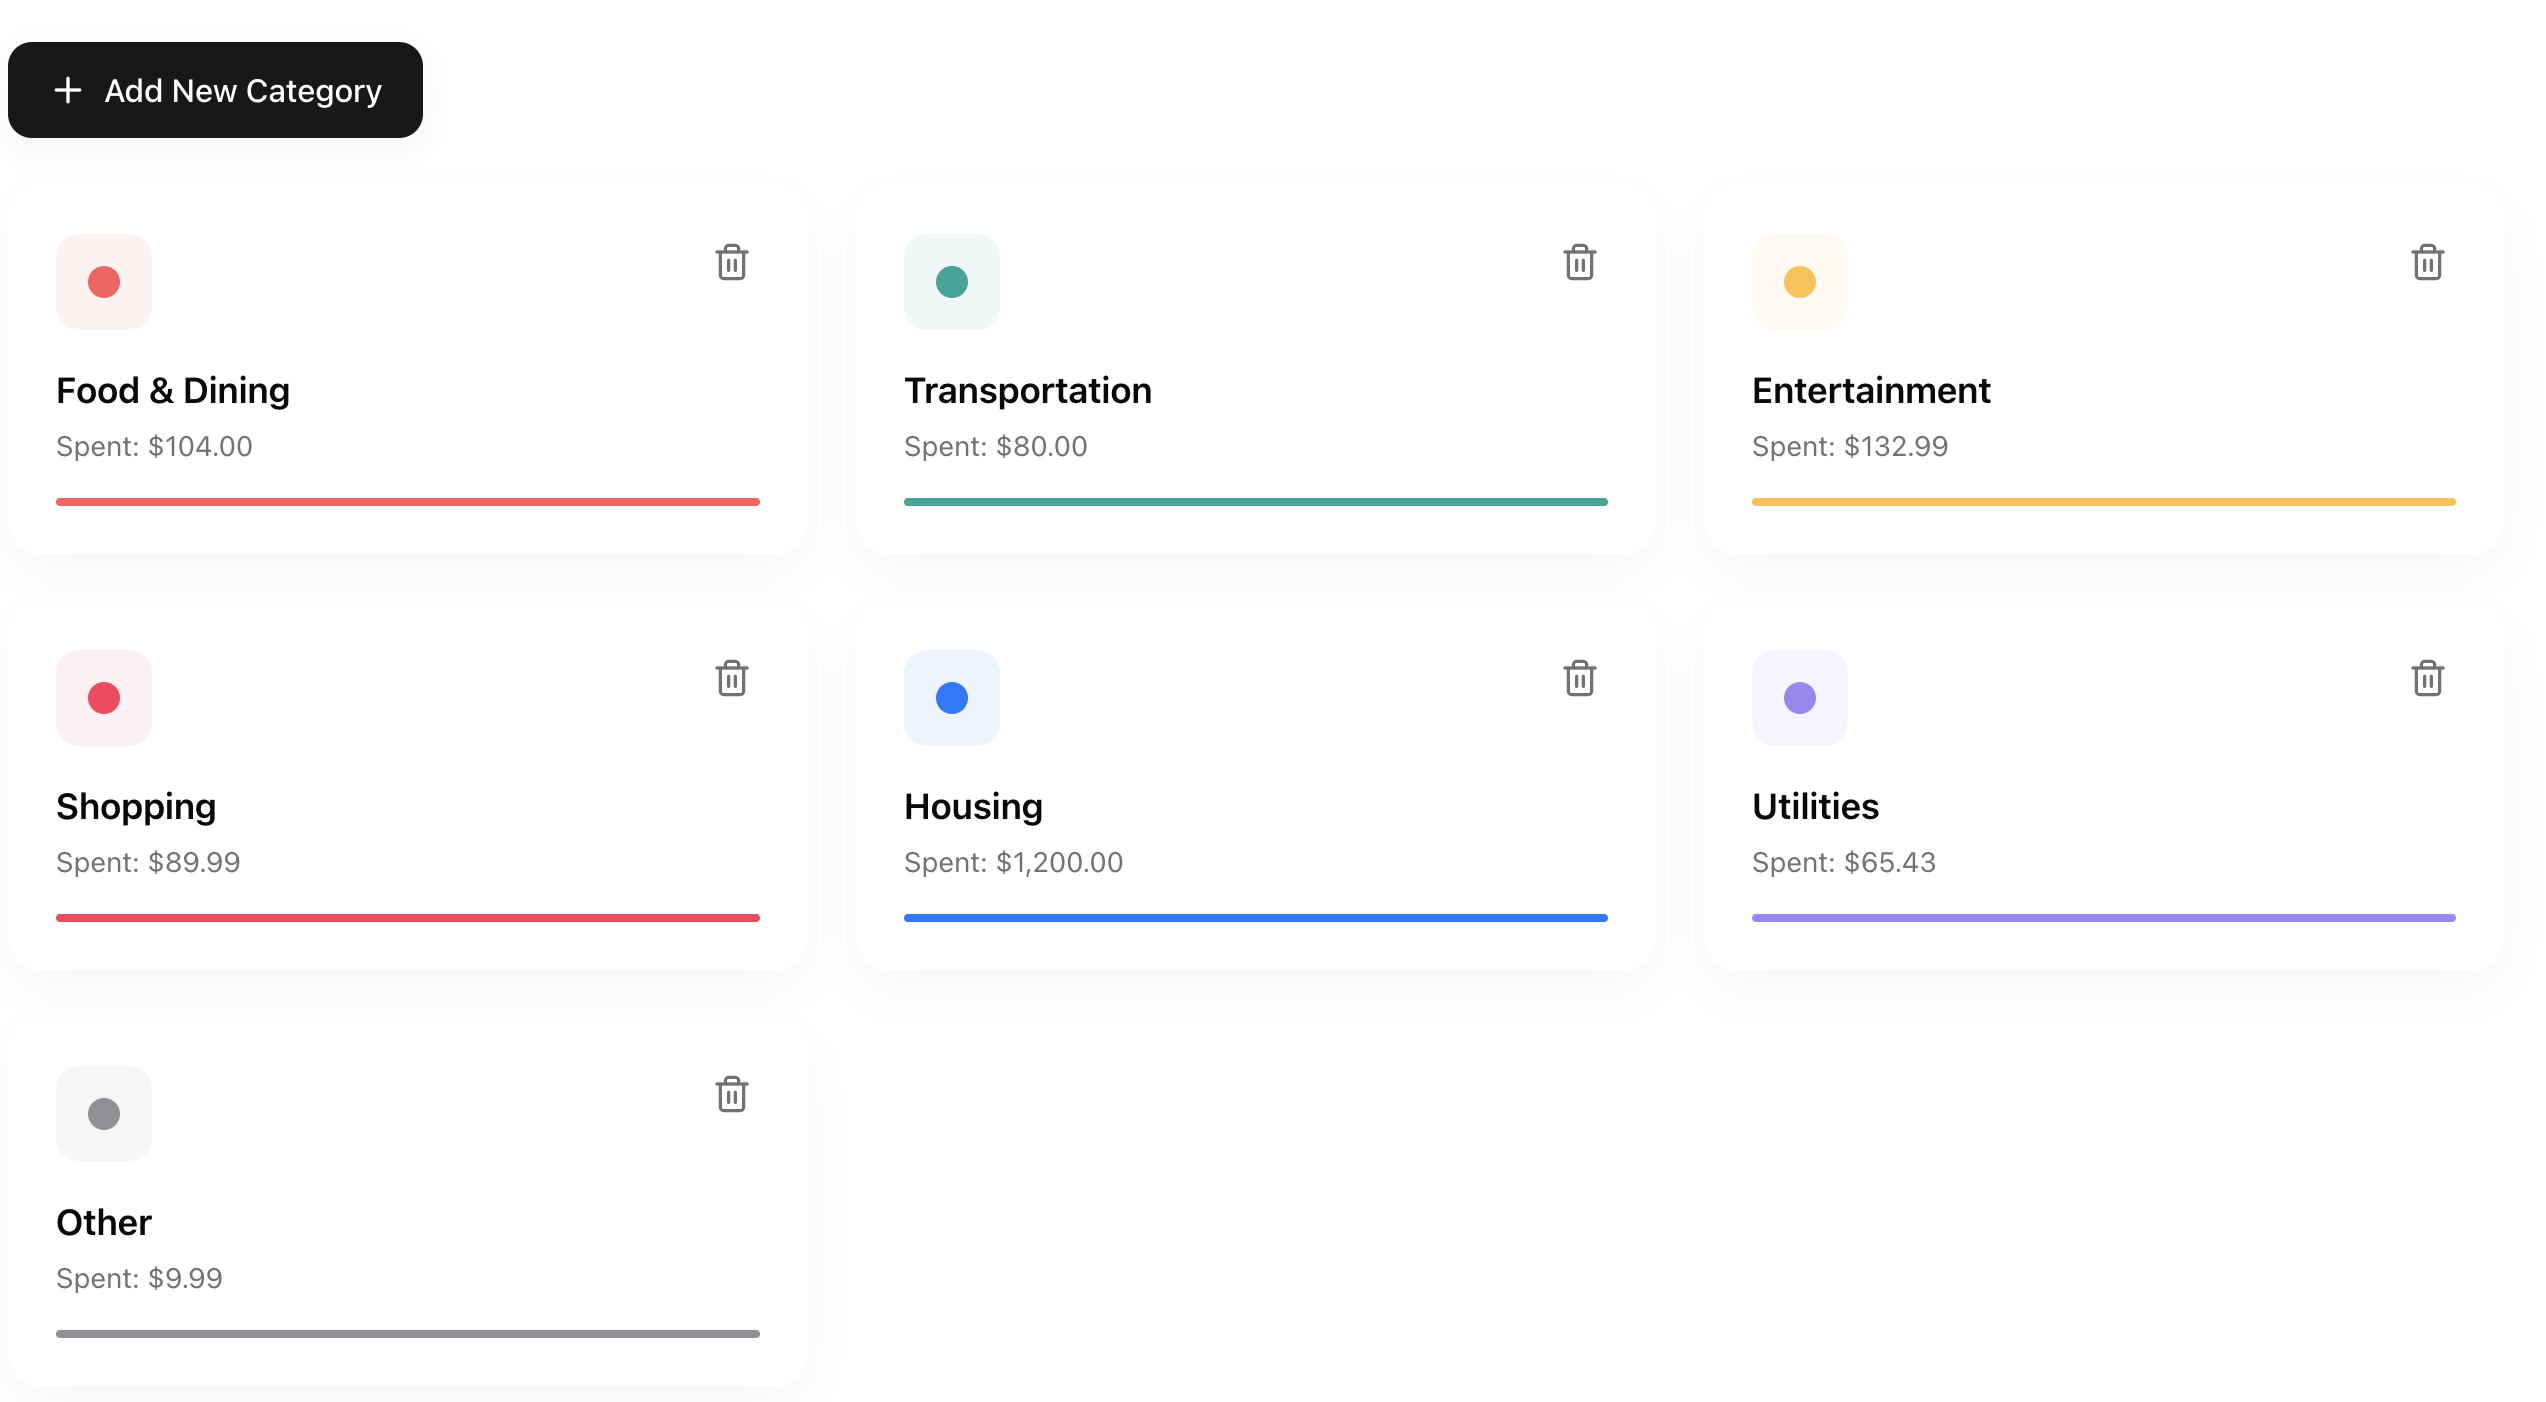 Add New Category
Food & Dining
Spent: $104.00
Transportation
Spent: $80.00
Entertainment
Spent: $132.99
Shopping
Spent: $89.99
Housing
Spent: $1,200.00
Utilities
Spent: $65.43
Other
Spent: $9.99